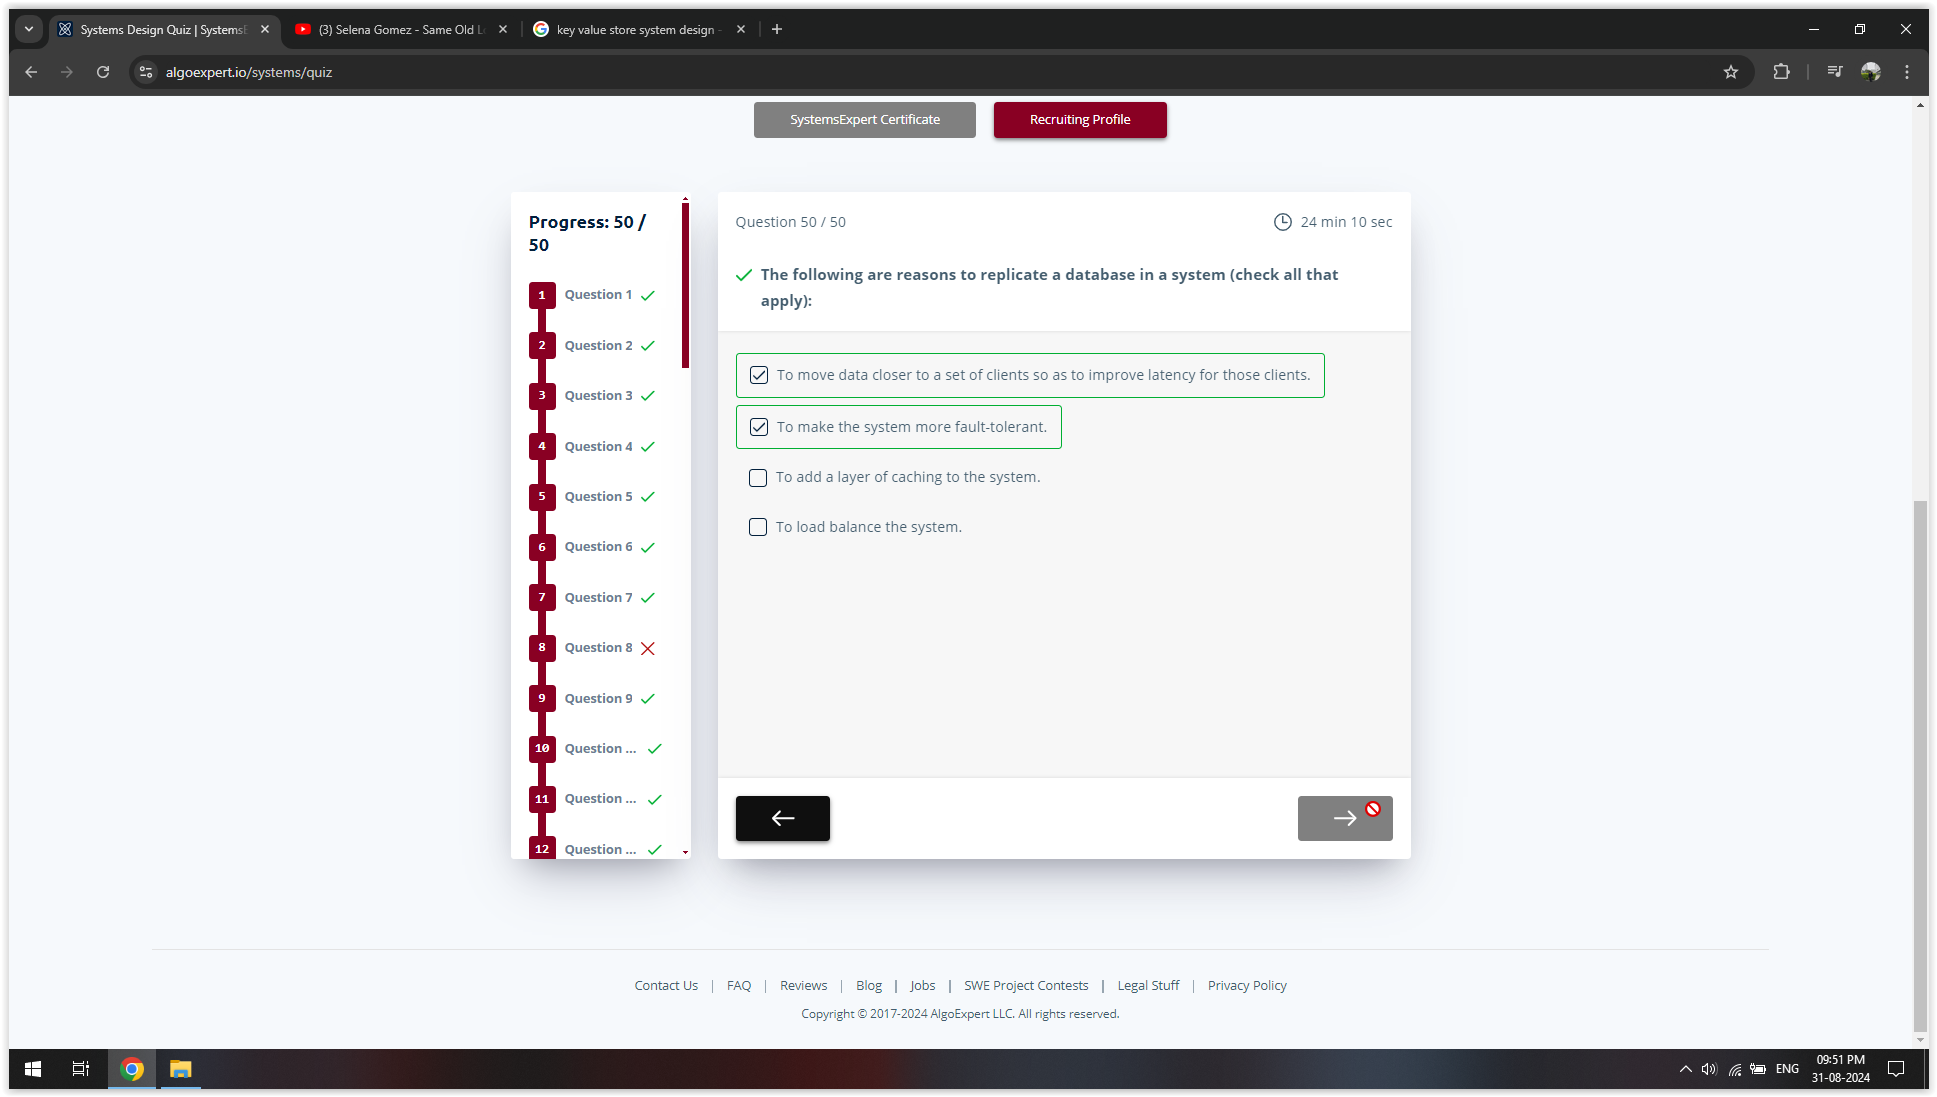 Systems Design Quiz | Systems
(3) Selena Gomez - Same Old L
key value store system design -
algoexpert.io/systems/quiz
SystemsExpert Certificate
Recruiting Profile
Progress: 50 /
50
1 Question 1
2 Question 2
3 Question 3
4 Question 4
5 Question 5
6 Question 6
7 Question 7
8 Question 8
9 Question 9
10 Question ...
11 Question ...
12 Question ...
Question 50 / 50
24 min 10 sec
The following are reasons to replicate a database in a system (check all that
apply):
To move data closer to a set of clients so as to improve latency for those clients.
To make the system more fault-tolerant.
To add a layer of caching to the system.
To load balance the system.
Contact Us | FAQ | Reviews | Blog | Jobs | SWE Project Contests | Legal Stuff | Privacy Policy
Copyright © 2017-2024 AlgoExpert LLC. All rights reserved.
ENG
09:51 PM
31-08-2024